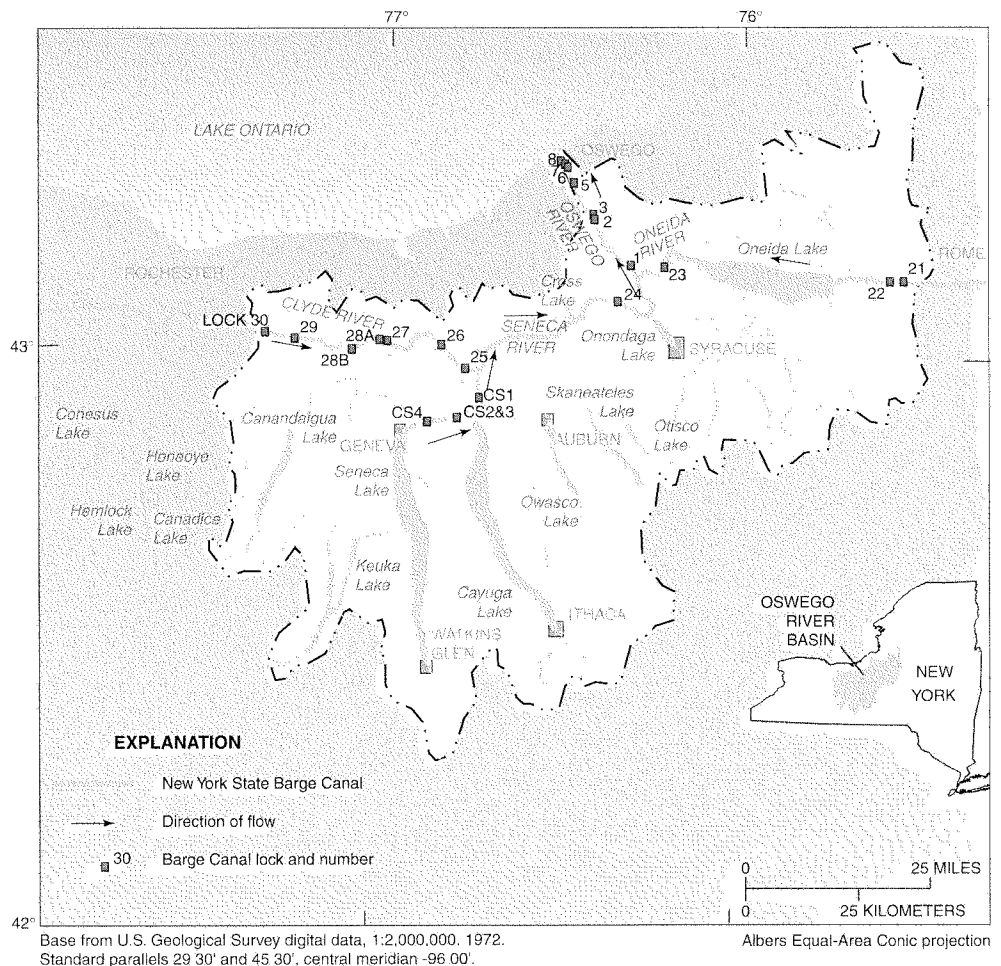 77°
76°
LAKE ONTARIO
OSWEGO
8
7
6
5
3
2
OSWEGO
RIVER
ONEIDA
RIVER
1
23
Oneida Lake
ROME
21
22
ROCHESTER
Cross
Lake
24
CLYDE RIVER
LOCK 30
29
28A
27
28B
26
25
SENECA
RIVER
Onondaga
Lake
SYRACUSE
43°
CS1
CS2&3
CS4
Skaneateles
Lake
Conesus
Lake
Canandaigua
Lake
GENEVA
AUBURN
Otisco
Lake
Honeoye
Lake
Seneca
Lake
Owasco
Lake
Hemlock
Lake
Canadice
Lake
Keuka
Lake
Cayuga
Lake
ITHACA
WATKINS
GLEN
OSWEGO
RIVER
BASIN
NEW
YORK
EXPLANATION
New York State Barge Canal
Direction of flow
30 Barge Canal lock and number
0 25 MILES
0 25 KILOMETERS
42°
Base from U.S. Geological Survey digital data, 1:2,000,000, 1972.
Albers Equal-Area Conic projection
Standard parallels 29 30' and 45 30', central meridian -96 00'.